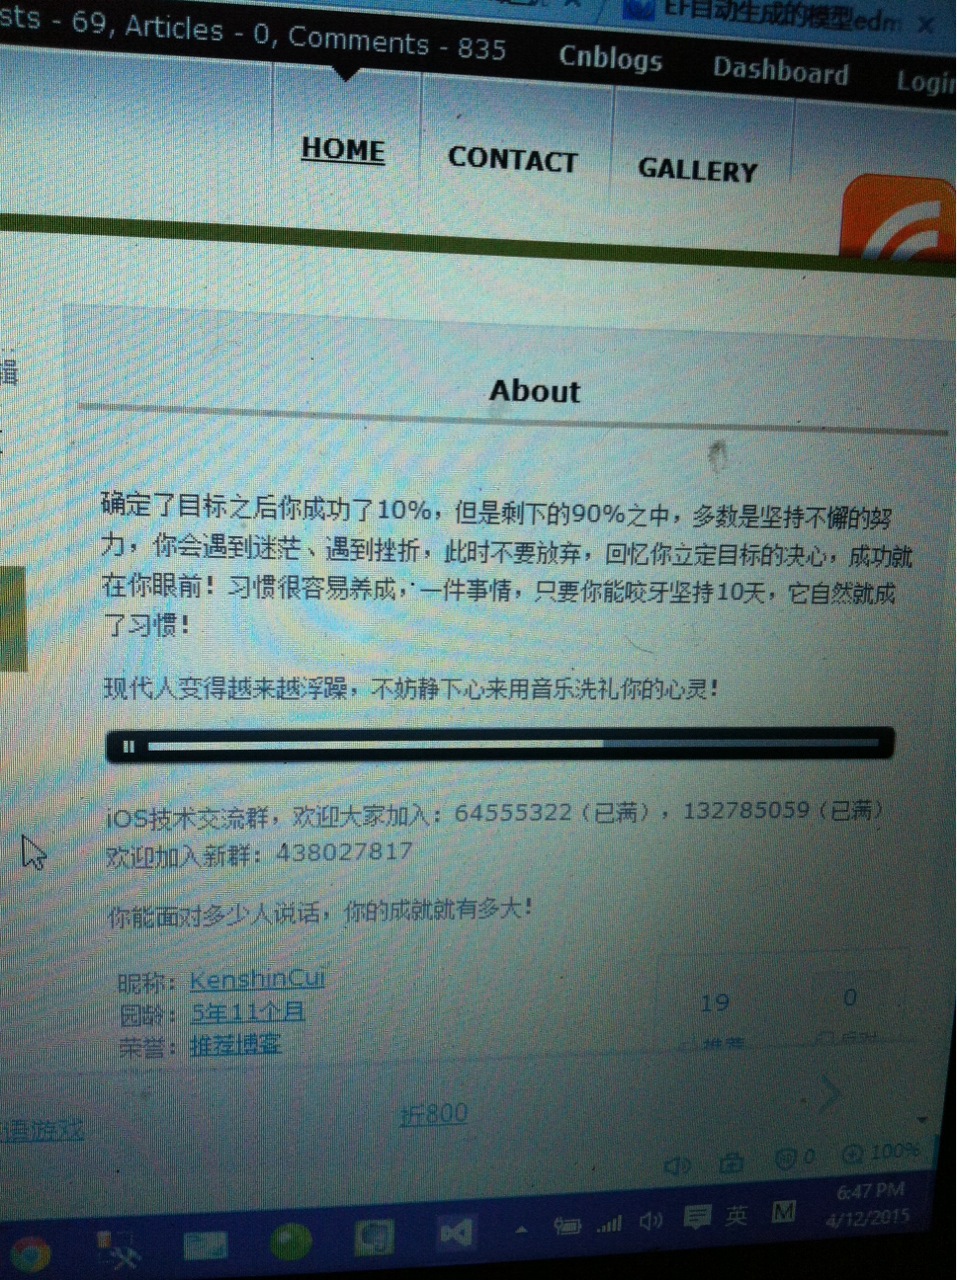 EF自动生成的模型edm
sts - 69, Articles - 0, Comments - 835
Cnblogs
Dashboard
Login
HOME
CONTACT
GALLERY
辑
About
确定了目标之后你成功了10%，但是剩下的90%之中，多数是坚持不懈的努
力，你会遇到迷茫、遇到挫折，此时不要放弃，回忆你立定目标的决心，成功就
在你眼前！习惯很容易养成，一件事情，只要你能咬牙坚持10天，它自然就成
了习惯！
现代人变得越来越浮躁，不妨静下心来用音乐洗礼你的心灵！
iOS技术交流群，欢迎大家加入：64555322（已满），132785059（已满）
欢迎加入新群：438027817
你能面对多少人说话，你的成就就有多大！
昵称：KenshinCui
园龄：5年11个月
荣誉：推荐博客
19
0
推荐
反对
语游戏
折800
0
100%
英
M
6:47 PM
4/12/2015